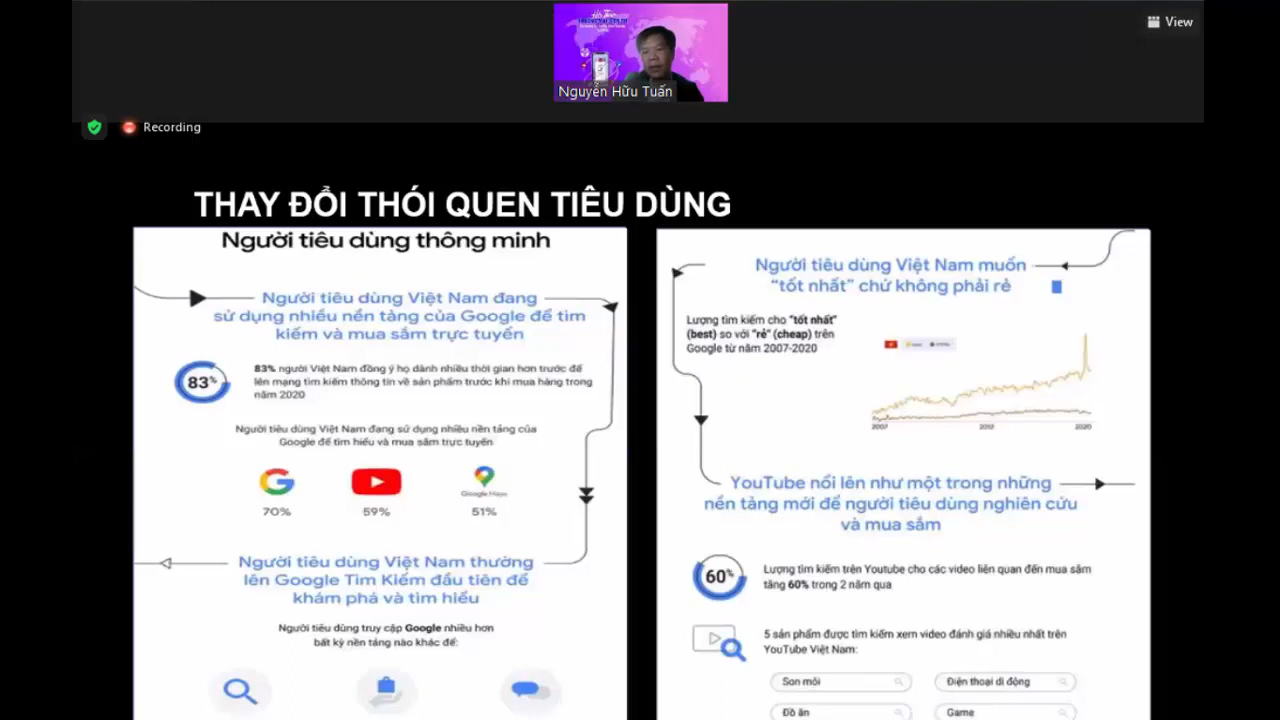 View
Nguyễn Hữu Tuấn
Recording
THAY ĐỔI THÓI QUEN TIÊU DÙNG
Người tiêu dùng thông minh
Người tiêu dùng Việt Nam đang
sử dụng nhiều nền tảng của Google để tìm
kiếm và mua sắm trực tuyến
83%
83% người Việt Nam đồng ý họ dành nhiều thời gian hơn trước để
lên mạng tìm kiếm thông tin về sản phẩm trước khi mua hàng trong
năm 2020
Người tiêu dùng Việt Nam đang sử dụng nhiều nền tảng của
Google để tìm hiểu và mua sắm trực tuyến
Google Maps
70% 59% 51%
Người tiêu dùng Việt Nam thường
lên Google Tìm Kiếm đầu tiên để
khám phá và tìm hiểu
Người tiêu dùng truy cập Google nhiều hơn
bất kỳ nền tảng nào khác để:
Người tiêu dùng Việt Nam muốn
“tốt nhất” chứ không phải rẻ
Lượng tìm kiếm cho “tốt nhất”
(best) so với “rẻ” (cheap) trên
Google từ năm 2007-2020
2007 2012 2020
YouTube nổi lên như một trong những
nền tảng mới để người tiêu dùng nghiên cứu
và mua sắm
60%
Lượng tìm kiếm trên Youtube cho các video liên quan đến mua sắm
tăng 60% trong 2 năm qua
5 sản phẩm được tìm kiếm xem video đánh giá nhiều nhất trên
YouTube Việt Nam:
Son môi
Điện thoại di động
Đồ ăn
Game